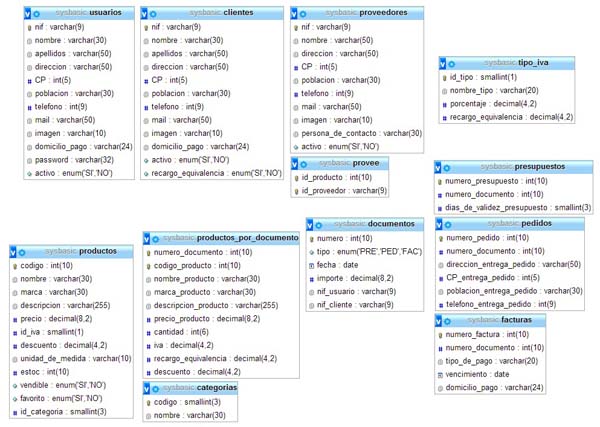 sysbasic usuarios
nif : varchar(9)
nombre : varchar(30)
apellidos : varchar(50)
direccion : varchar(50)
CP : int(5)
poblacion : varchar(30)
telefono : int(9)
mail : varchar(50)
imagen : varchar(10)
domicilio_pago : varchar(24)
password : varchar(32)
activo : enum('SI','NO')
sysbasic clientes
nif : varchar(9)
nombre : varchar(30)
apellidos : varchar(50)
direccion : varchar(50)
CP : int(5)
poblacion : varchar(30)
telefono : int(9)
mail : varchar(50)
imagen : varchar(10)
domicilio_pago : varchar(24)
activo : enum('SI','NO')
recargo_equivalencia : enum('SI','NO')
sysbasic proveedores
nif : varchar(9)
nombre : varchar(50)
direccion : varchar(50)
CP : int(5)
poblacion : varchar(30)
telefono : int(9)
mail : varchar(50)
imagen : varchar(10)
persona_de_contacto : varchar(30)
activo : enum('SI','NO')
sysbasic tipo_iva
id_tipo : smallint(1)
nombre_tipo : varchar(20)
porcentaje : decimal(4,2)
recargo_equivalencia : decimal(4,2)
sysbasic provee
id_producto : int(10)
id_proveedor : varchar(9)
sysbasic presupuestos
numero_presupuesto : int(10)
numero_documento : int(10)
dias_de_validez_presupuesto : smallint(3)
sysbasic productos
codigo : int(10)
nombre : varchar(30)
marca : varchar(30)
descripcion : varchar(255)
precio : decimal(8,2)
id_iva : smallint(1)
descuento : decimal(4,2)
unidad_de_medida : varchar(10)
estoc : int(10)
vendible : enum('SI','NO')
favorito : enum('SI','NO')
id_categoria : smallint(3)
sysbasic productos_por_documento
numero_documento : int(10)
codigo_producto : int(10)
nombre_producto : varchar(30)
marca_producto : varchar(30)
descripcion_producto : varchar(255)
precio_producto : decimal(8,2)
cantidad : int(6)
iva : decimal(4,2)
recargo_equivalencia : decimal(4,2)
descuento : decimal(4,2)
sysbasic documentos
numero : int(10)
tipo : enum('PRE','PED','FAC')
fecha : date
importe : decimal(8,2)
nif_usuario : varchar(9)
nif_cliente : varchar(9)
sysbasic pedidos
numero_pedido : int(10)
numero_documento : int(10)
direccion_entrega_pedido : varchar(50)
CP_entrega_pedido : int(5)
poblacion_entrega_pedido : varchar(30)
telefono_entrega_pedido : int(9)
sysbasic facturas
numero_factura : int(10)
numero_documento : int(10)
tipo_de_pago : varchar(20)
vencimiento : date
domicilio_pago : varchar(24)
sysbasic categorias
codigo : smallint(3)
nombre : varchar(30)